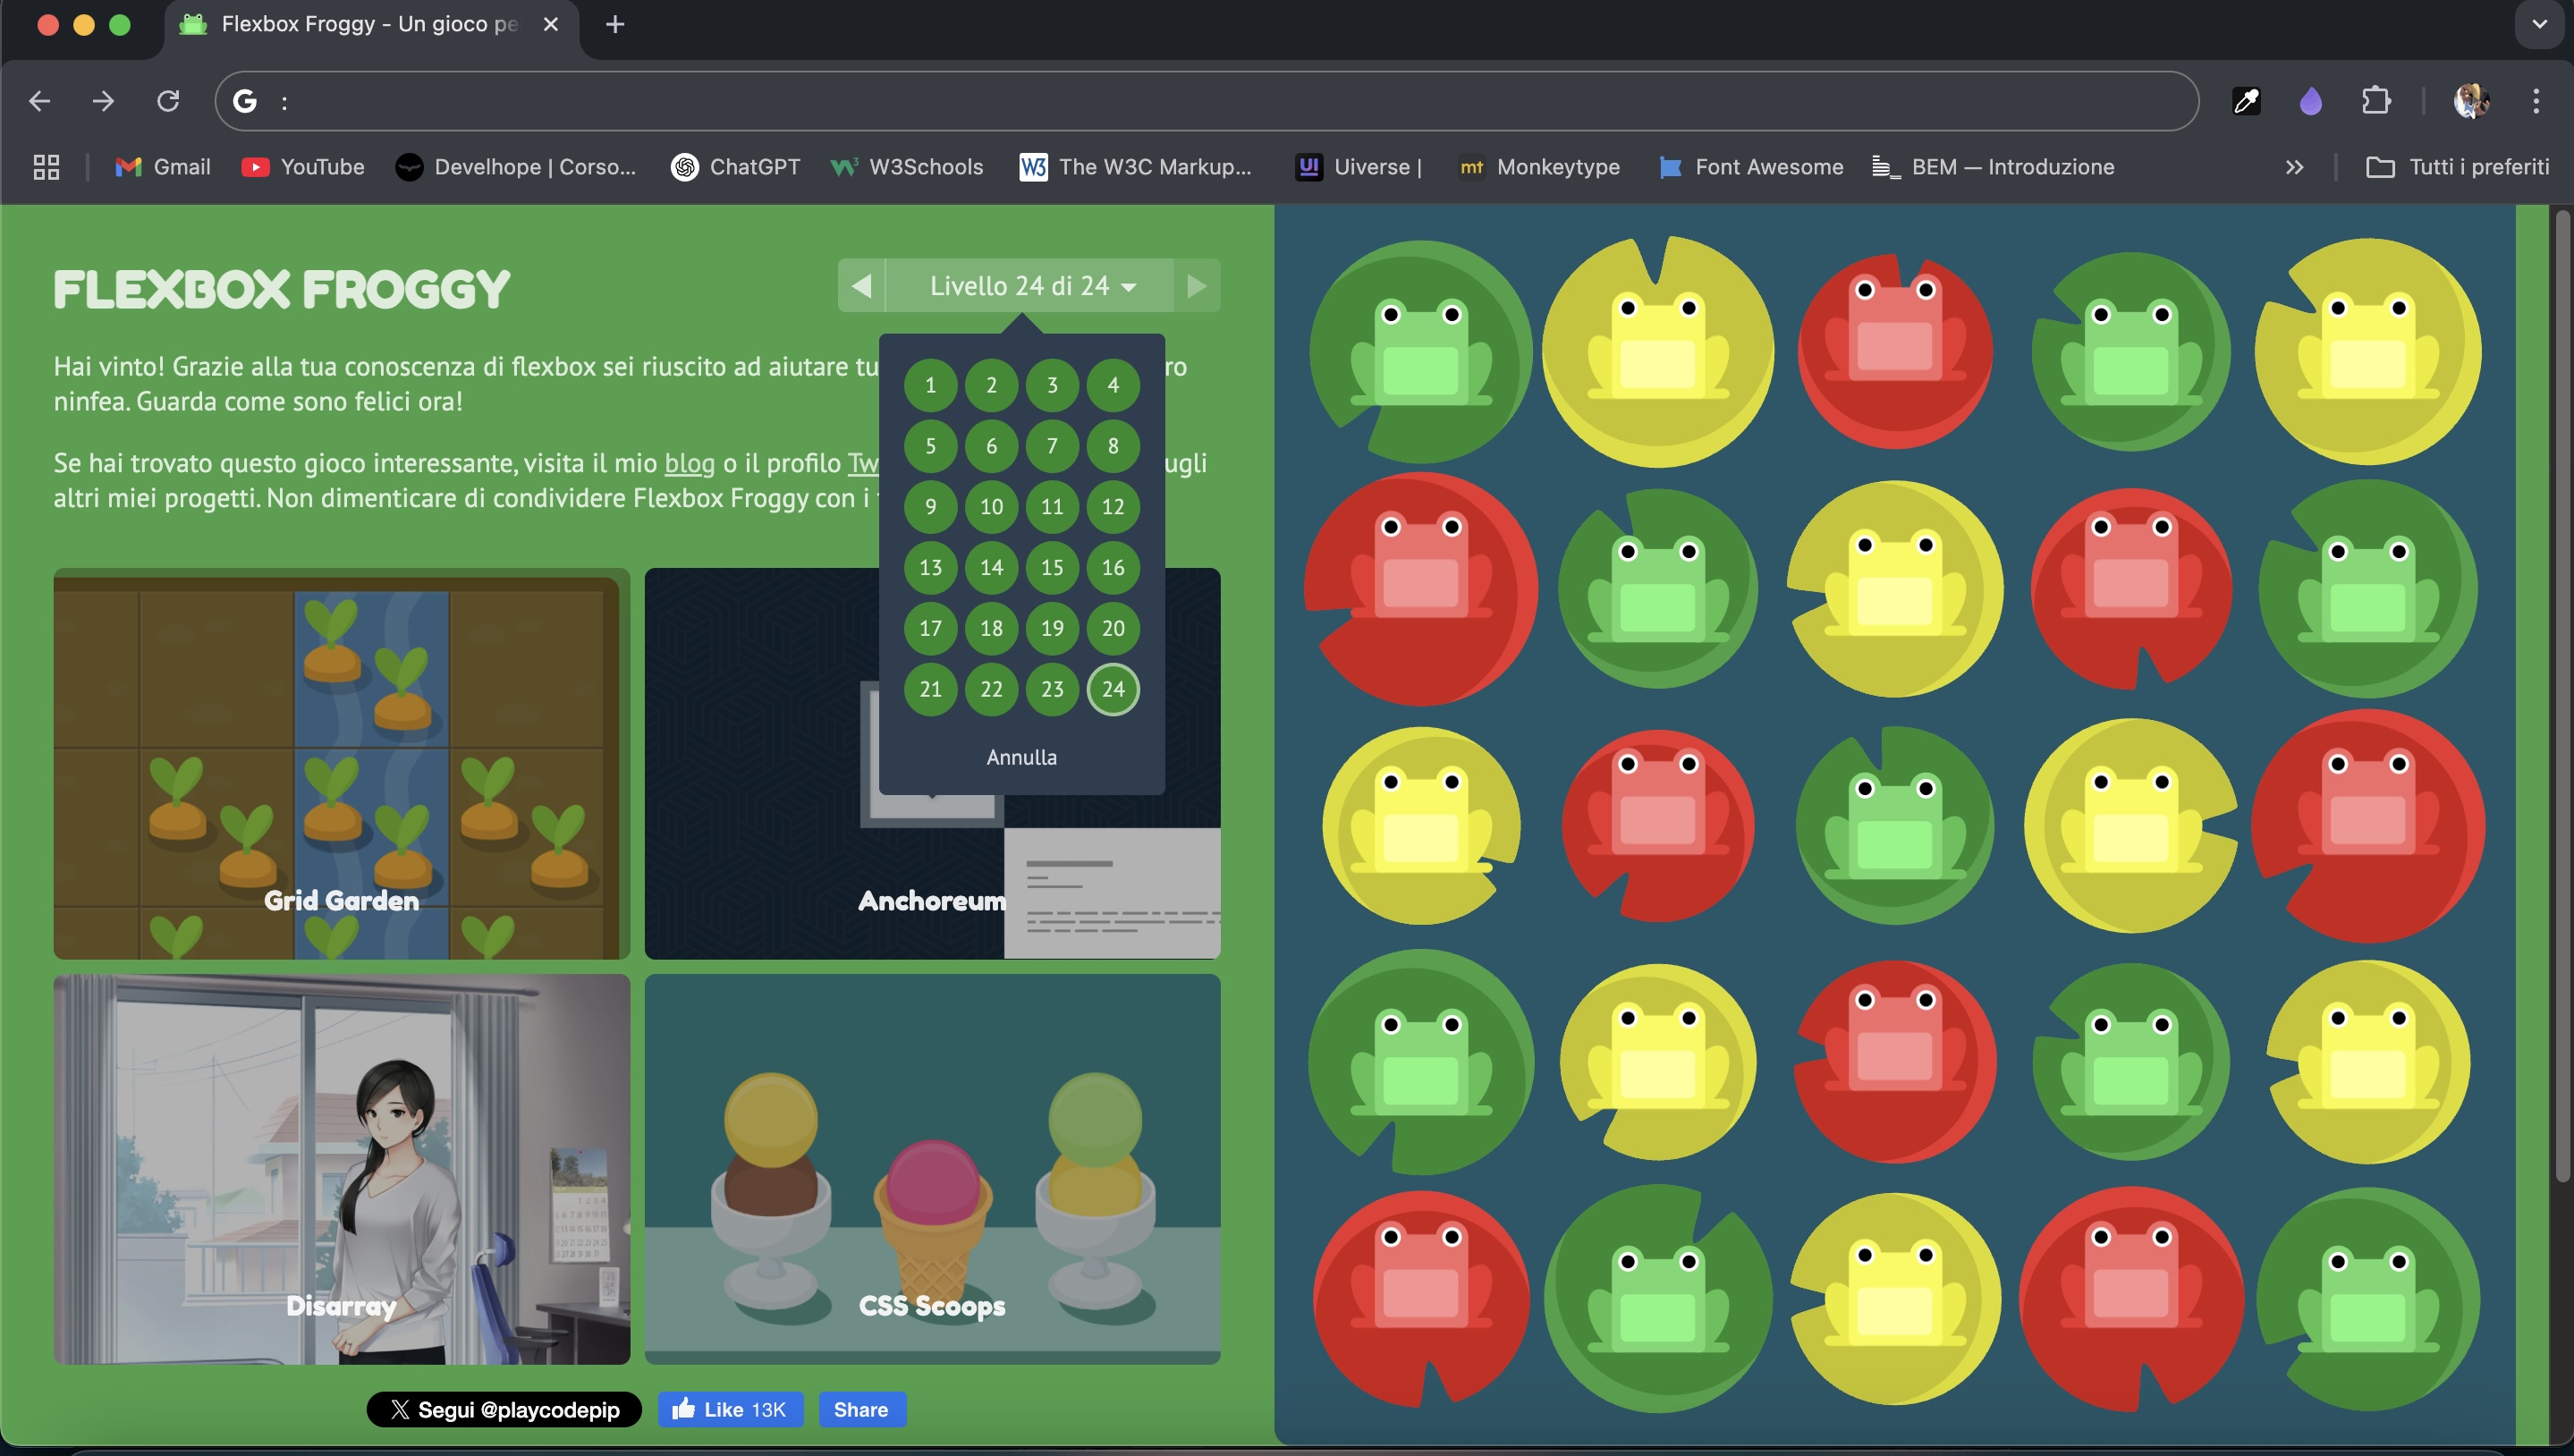 Flexbox Froggy - Un gioco pe
:
Gmail
YouTube
Develhope | Corso...
ChatGPT
W3Schools
The W3C Markup...
Uiverse |
mt Monkeytype
Font Awesome
BEM — Introduzione
Tutti i preferiti
FLEXBOX FROGGY
Livello 24 di 24
Hai vinto! Grazie alla tua conoscenza di flexbox sei riuscito ad aiutare tu ro
ninfea. Guarda come sono felici ora!
Se hai trovato questo gioco interessante, visita il mio blog o il profilo Tw ugli
altri miei progetti. Non dimenticare di condividere Flexbox Froggy con i
1 2 3 4
5 6 7 8
9 10 11 12
13 14 15 16
17 18 19 20
21 22 23 24
Annulla
Grid Garden
Anchoreum
Disarray
CSS Scoops
Segui @playcodepip
Like 13K
Share